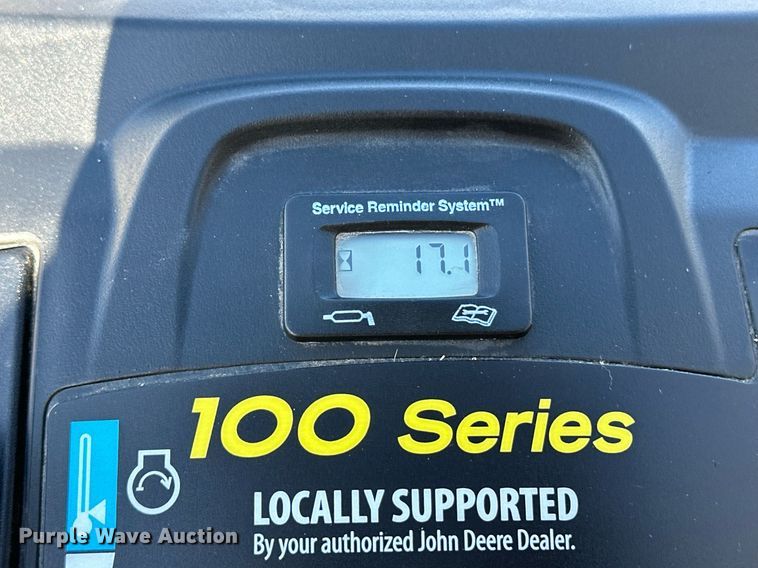 Service Reminder System™
17.1
100 Series
LOCALLY SUPPORTED
By your authorized John Deere Dealer.
Purple Wave Auction